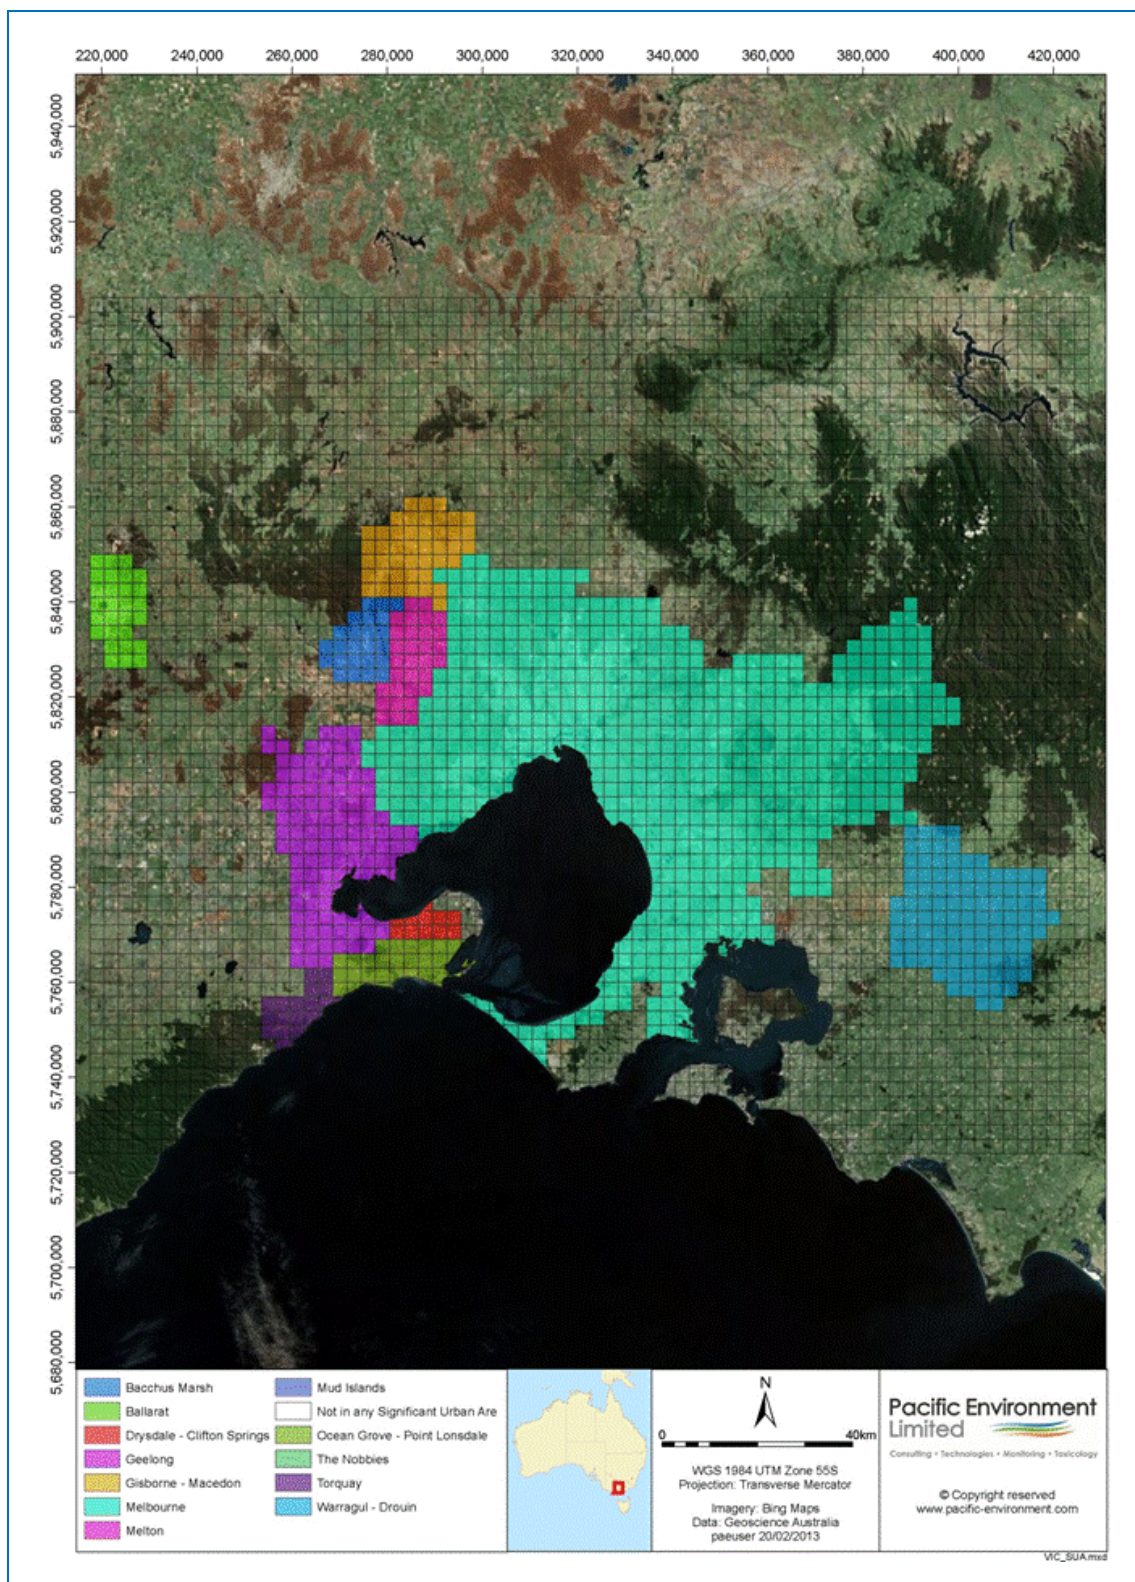 220,000 240,000 260,000 280,000 300,000 320,000 340,000 360,000 380,000 400,000 420,000
5,940,000
5,920,000
5,900,000
5,880,000
5,860,000
5,840,000
5,820,000
5,800,000
5,780,000
5,760,000
5,740,000
5,720,000
5,700,000
5,680,000
Bacchus Marsh
Ballarat
Drysdale - Clifton Springs
Geelong
Gisborne - Macedon
Melbourne
Melton
Mud Islands
Not in any Significant Urban Are
Ocean Grove - Point Lonsdale
The Nobbies
Torquay
Warragul - Drouin
N
0 40km
WGS 1984 UTM Zone 55S
Projection: Transverse Mercator
Imagery: Bing Maps
Data: Geoscience Australia
paeuser 20/02/2013
Pacific Environment
Limited
Consulting • Technologies • Monitoring • Toxicology
© Copyright reserved
www.pacific-environment.com
VIC_SUA.mxd